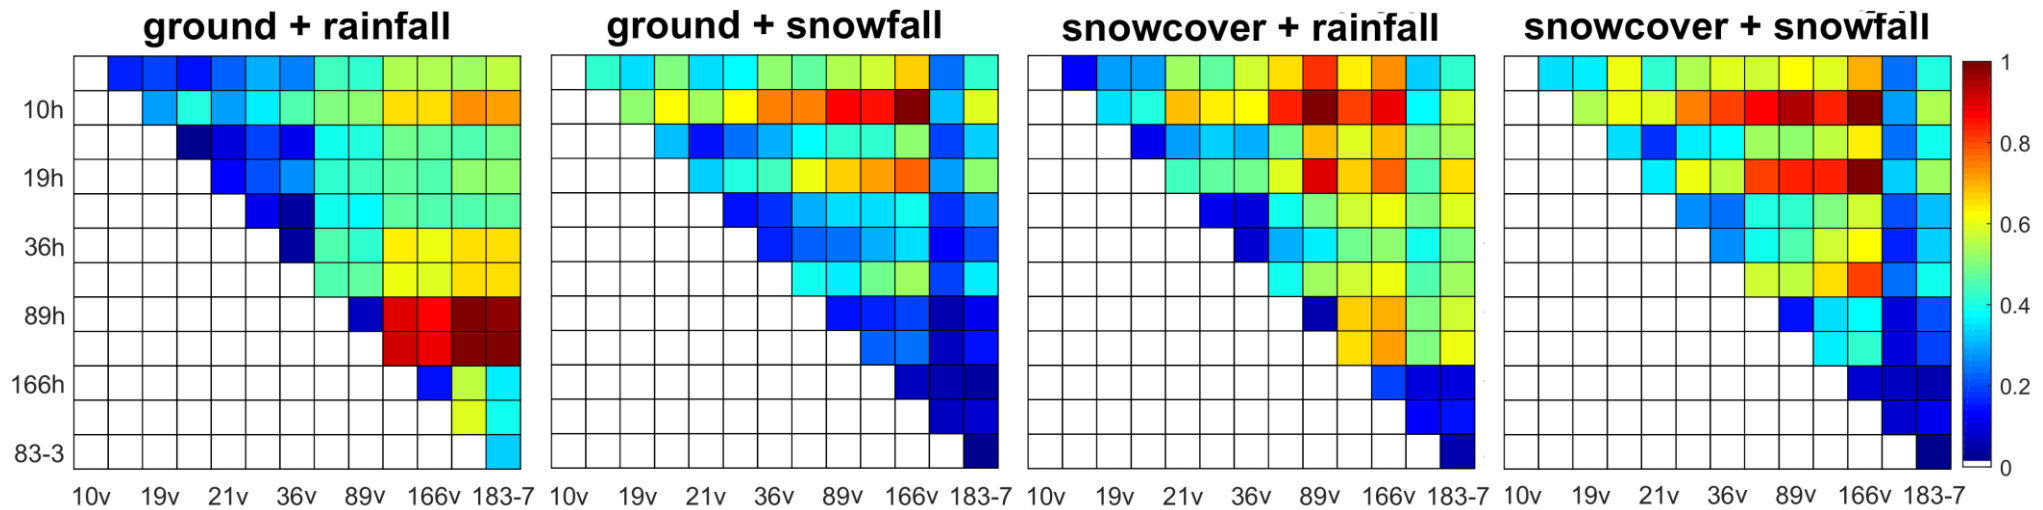 ground + rainfall
ground + snowfall
snowcover + rainfall
snowcover + snowfall
10h
19h
36h
89h
166h
83-3
10v 19v 21v 36v 89v 166v 183-7
10v 19v 21v 36v 89v 166v 183-7
10v 19v 21v 36v 89v 166v 183-7
10v 19v 21v 36v 89v 166v 183-7
1
0.8
0.6
0.4
0.2
0